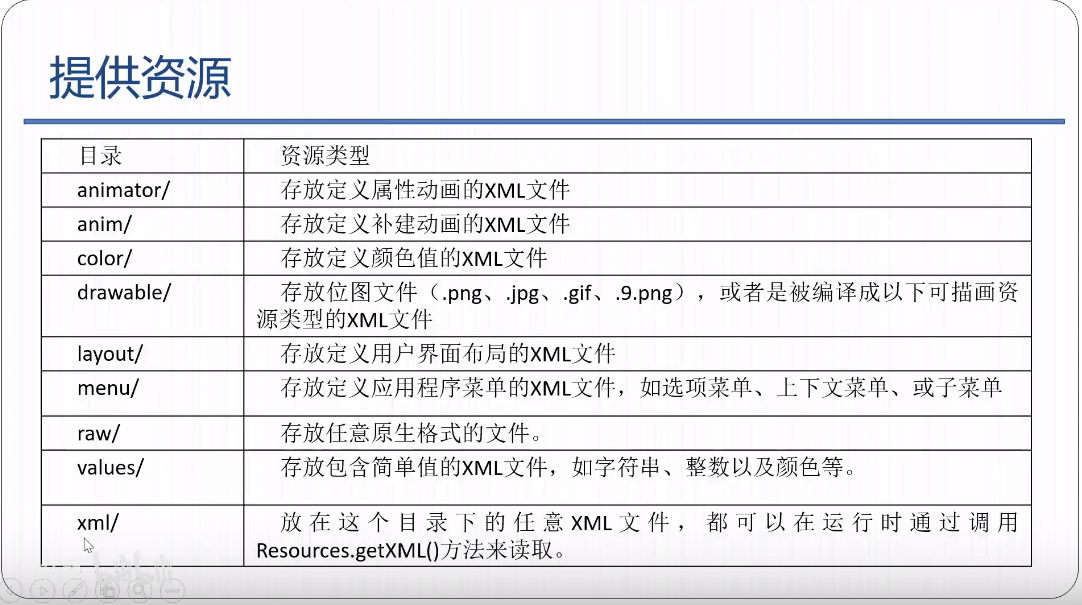 提供资源
目录 资源类型
animator/ 存放定义属性动画的XML文件
anim/ 存放定义补建动画的XML文件
color/ 存放定义颜色值的XML文件
drawable/ 存放位图文件（.png、.jpg、.gif、.9.png），或者是被编译成以下可描画资
源类型的XML文件
layout/ 存放定义用户界面布局的XML文件
menu/ 存放定义应用程序菜单的XML文件，如选项菜单、上下文菜单、或子菜单
raw/ 存放任意原生格式的文件。
values/ 存放包含简单值的XML文件，如字符串、整数以及颜色等。
xml/ 放在这个目录下的任意XML文件，都可以在运行时通过调用
Resources.getXML()方法来读取。